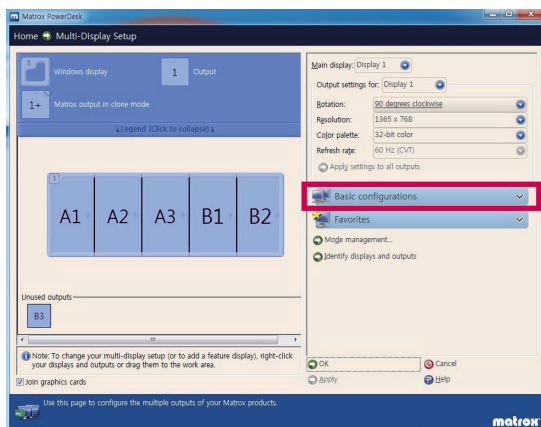 Matrox PowerDesk
Home Multi-Display Setup
1 Windows display
1 Output
1+ Matrox output in clone mode
Legend (Click to collapse)
1
A1 A2 A3 B1 B2
Unused outputs
B3
Note: To change your multi-display setup (or to add a feature display), right-click
your displays and outputs or drag them to the work area.
Join graphics cards
Main display: Display 1
Output settings for: Display 1
Rotation: 90 degrees clockwise
Resolution: 1365 x 768
Color palette: 32-bit color
Refresh rate: 60 Hz (CVT)
Apply settings to all outputs
Basic configurations
Favorites
Mode management...
Identify displays and outputs
OK Cancel
Apply Help
Use this page to configure the multiple outputs of your Matrox products.
matrox